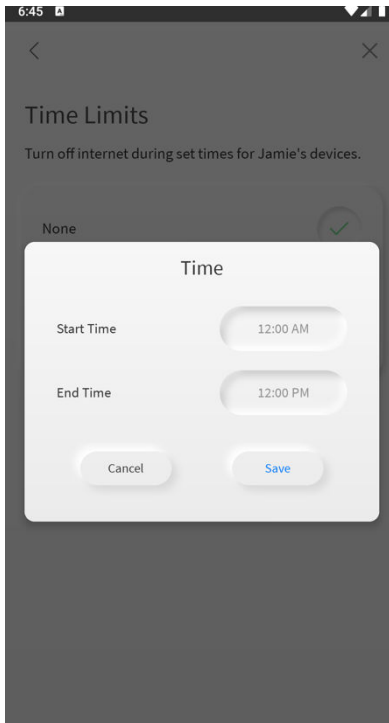 6:45
Time Limits
Turn off internet during set times for Jamie's devices.
None
Time
Start Time 12:00 AM
End Time 12:00 PM
Cancel Save